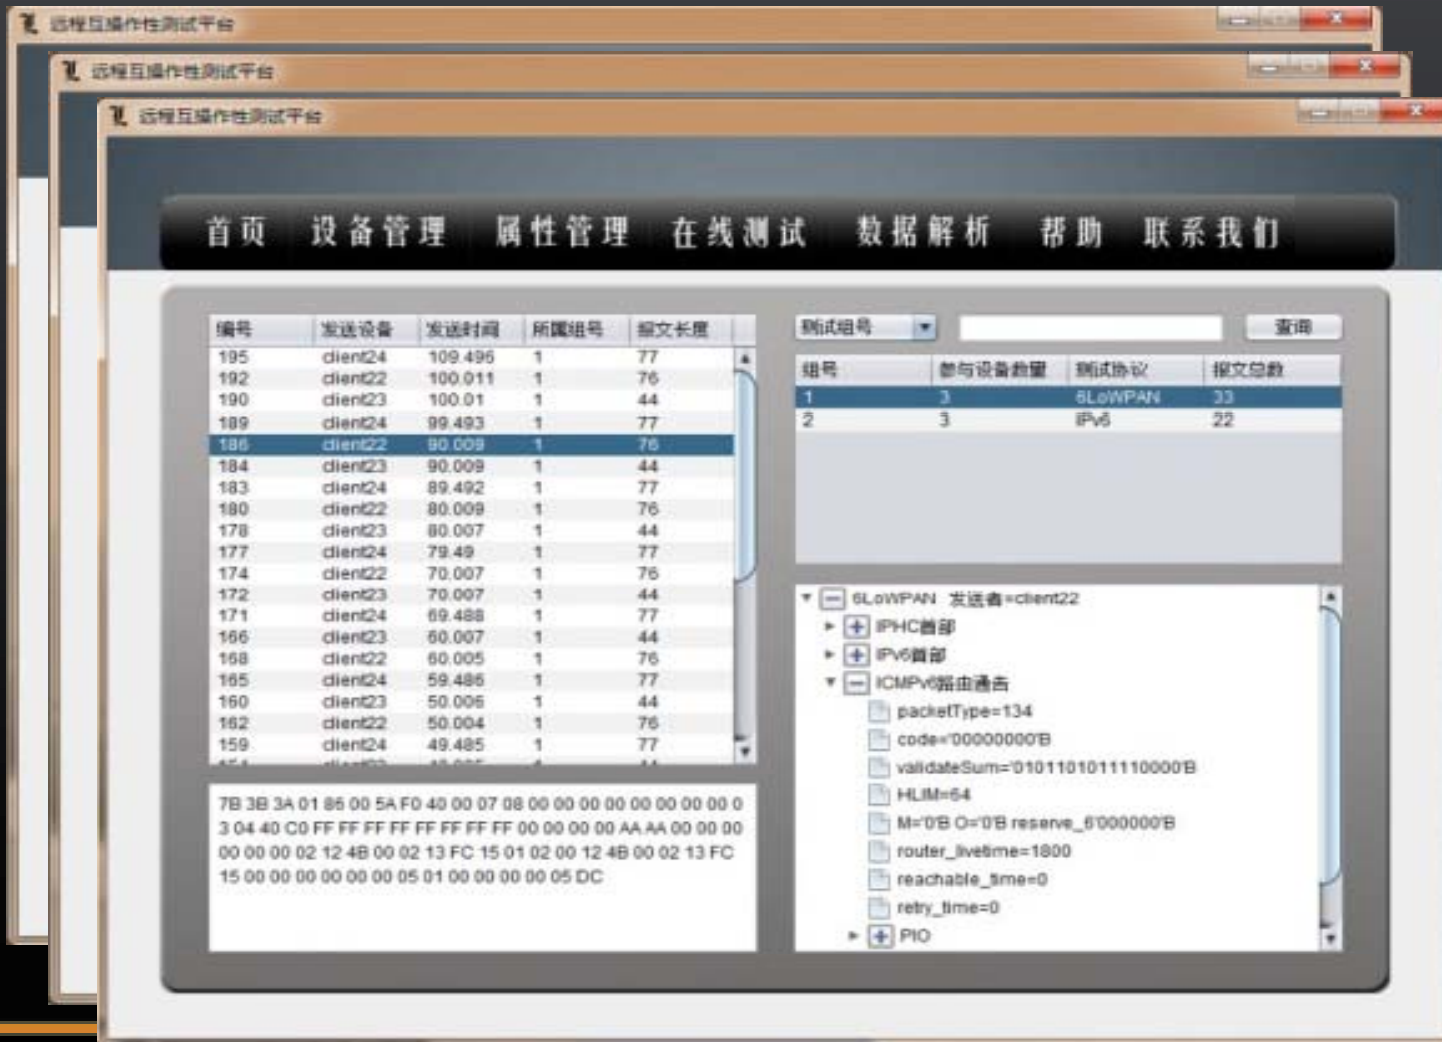 远程互操作性测试平台
远程互操作性测试平台
远程互操作性测试平台
首页 设备管理 属性管理 在线测试 数据解析 帮助 联系我们
编号 发送设备 发送时间 所属组号 报文长度
195 client24 109.496 1 77
192 client22 100.011 1 76
190 client23 100.01 1 44
189 client24 99.493 1 77
186 client22 90.009 1 76
184 client23 90.009 1 44
183 client24 89.492 1 77
180 client22 80.009 1 76
178 client23 80.007 1 44
177 client24 79.49 1 77
174 client22 70.007 1 76
172 client23 70.007 1 44
171 client24 69.488 1 77
166 client23 60.007 1 44
168 client22 60.005 1 76
165 client24 59.486 1 77
160 client23 50.006 1 44
162 client22 50.004 1 76
159 client24 49.485 1 77
7B 3B 3A 01 86 00 5A F0 40 00 07 08 00 00 00 00 00 00 00 00 0
3 04 40 C0 FF FF FF FF FF FF FF FF 00 00 00 00 AA AA 00 00 00
00 00 00 02 12 4B 00 02 13 FC 15 01 02 00 12 4B 00 02 13 FC
15 00 00 00 00 00 00 05 01 00 00 00 00 05 DC
测试组号 查询
组号 参与设备数量 测试协议 报文总数
1 3 6LoWPAN 33
2 3 IPv6 22
6LoWPAN 发送者=client22
IPHC首部
IPv6首部
ICMPv6路由通告
packetType=134
code='00000000'B
validateSum='0101101011110000'B
HLIM=64
M='0'B O='0'B reserve_6'000000'B
router_livetime=1800
reachable_time=0
retry_time=0
PIO